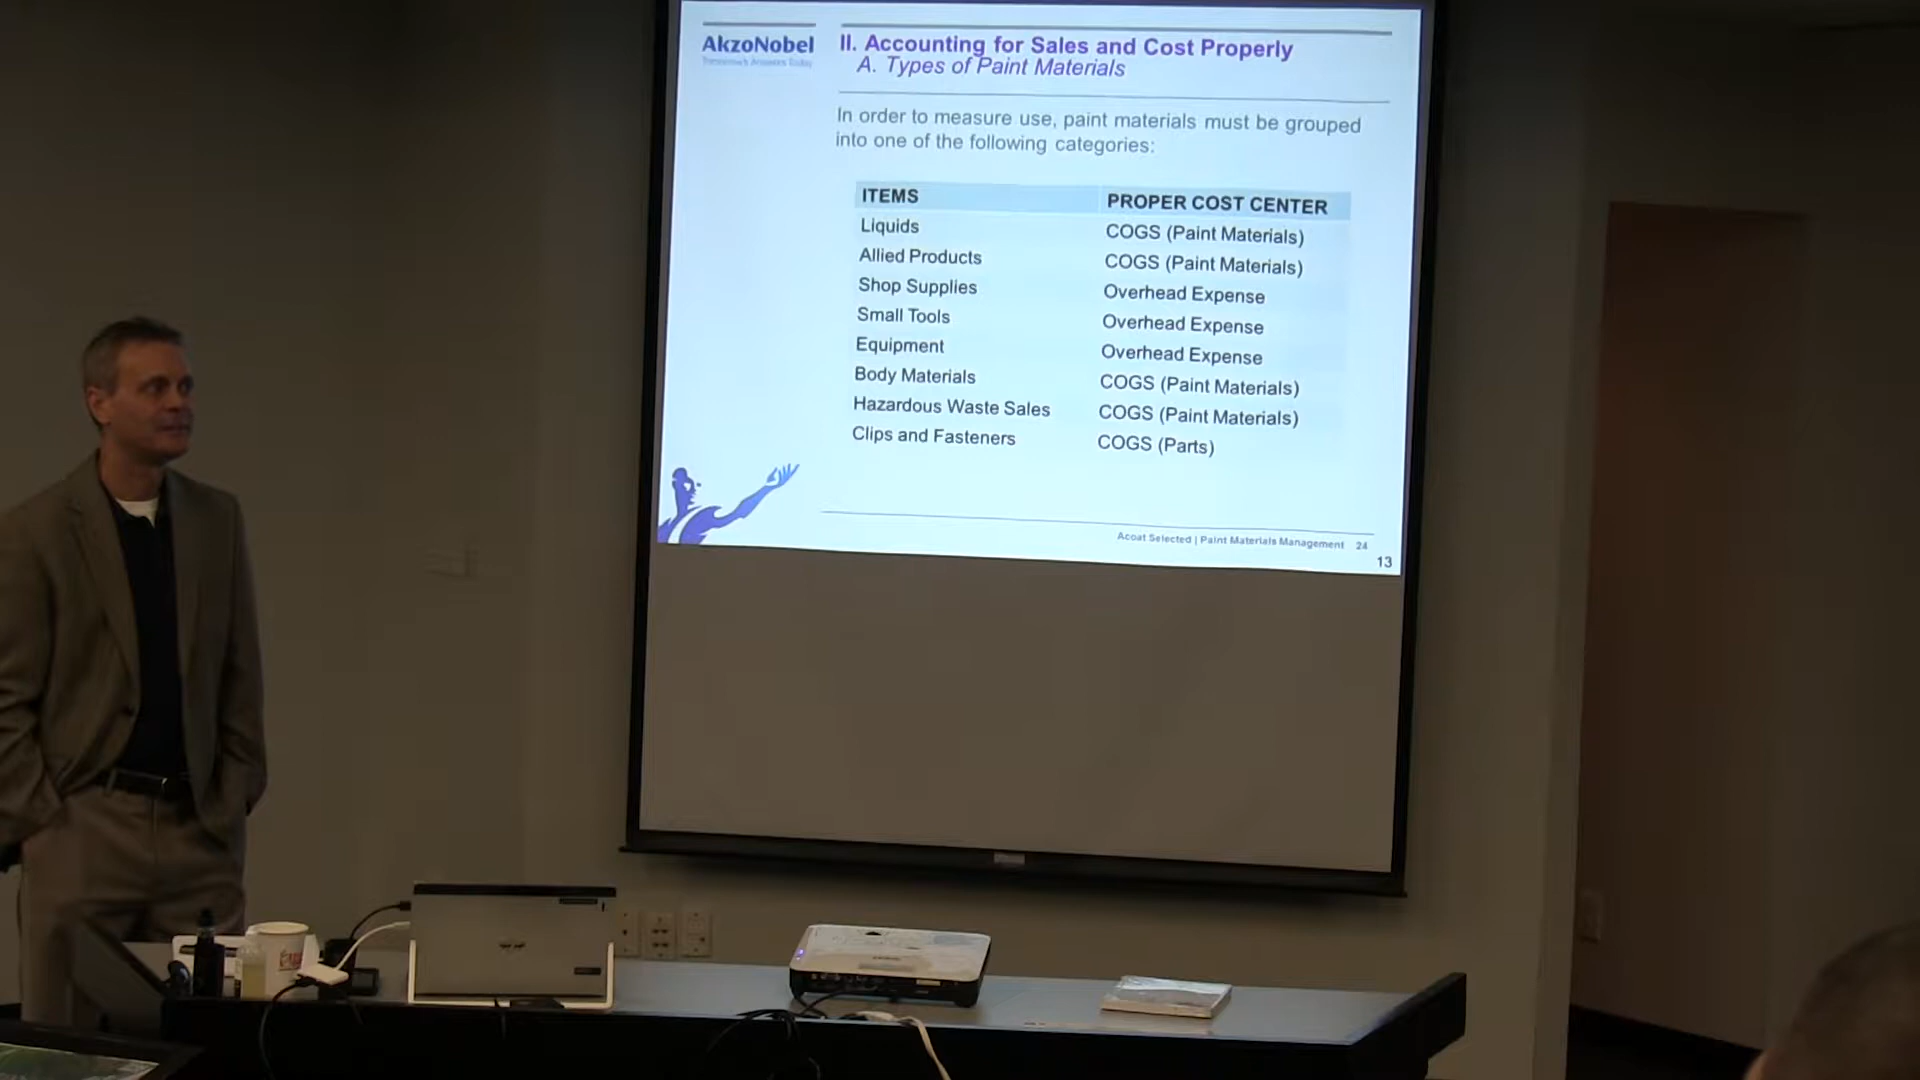 AkzoNobel
Tomorrow's Answers Today
II. Accounting for Sales and Cost Properly
A. Types of Paint Materials
In order to measure use, paint materials must be grouped
into one of the following categories:
ITEMS PROPER COST CENTER
Liquids COGS (Paint Materials)
Allied Products COGS (Paint Materials)
Shop Supplies Overhead Expense
Small Tools Overhead Expense
Equipment Overhead Expense
Body Materials COGS (Paint Materials)
Hazardous Waste Sales COGS (Paint Materials)
Clips and Fasteners COGS (Parts)
Acoat Selected | Paint Materials Management 24
13